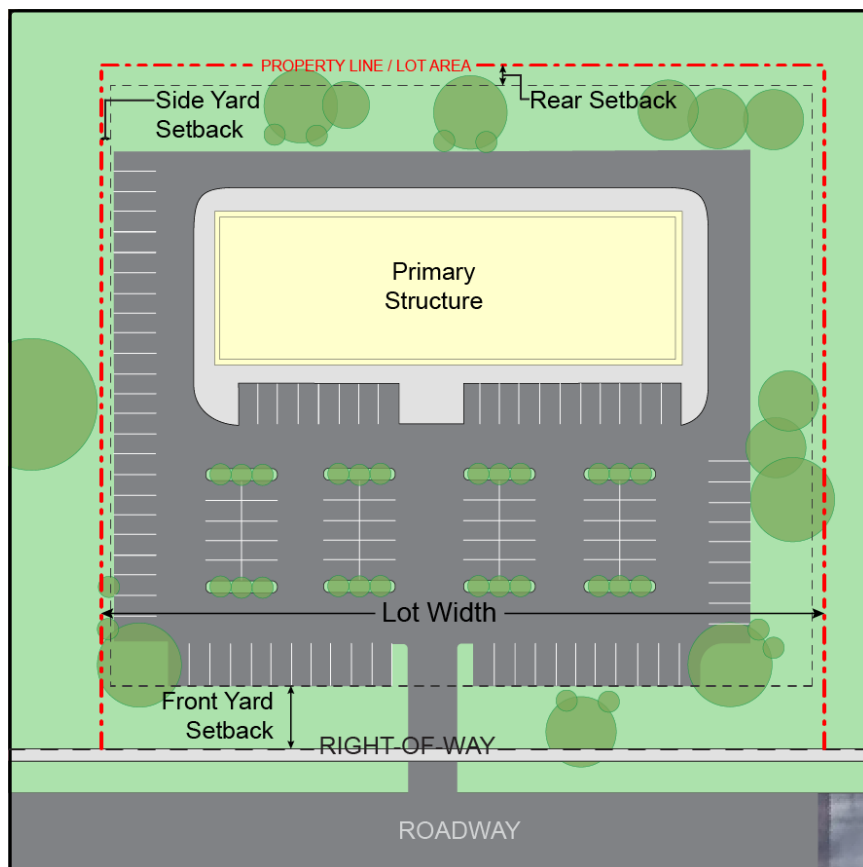 PROPERTY LINE / LOT AREA
Side Yard
Setback
Rear Setback
Primary
Structure
Lot Width
Front Yard
Setback
RIGHT-OF-WAY
ROADWAY